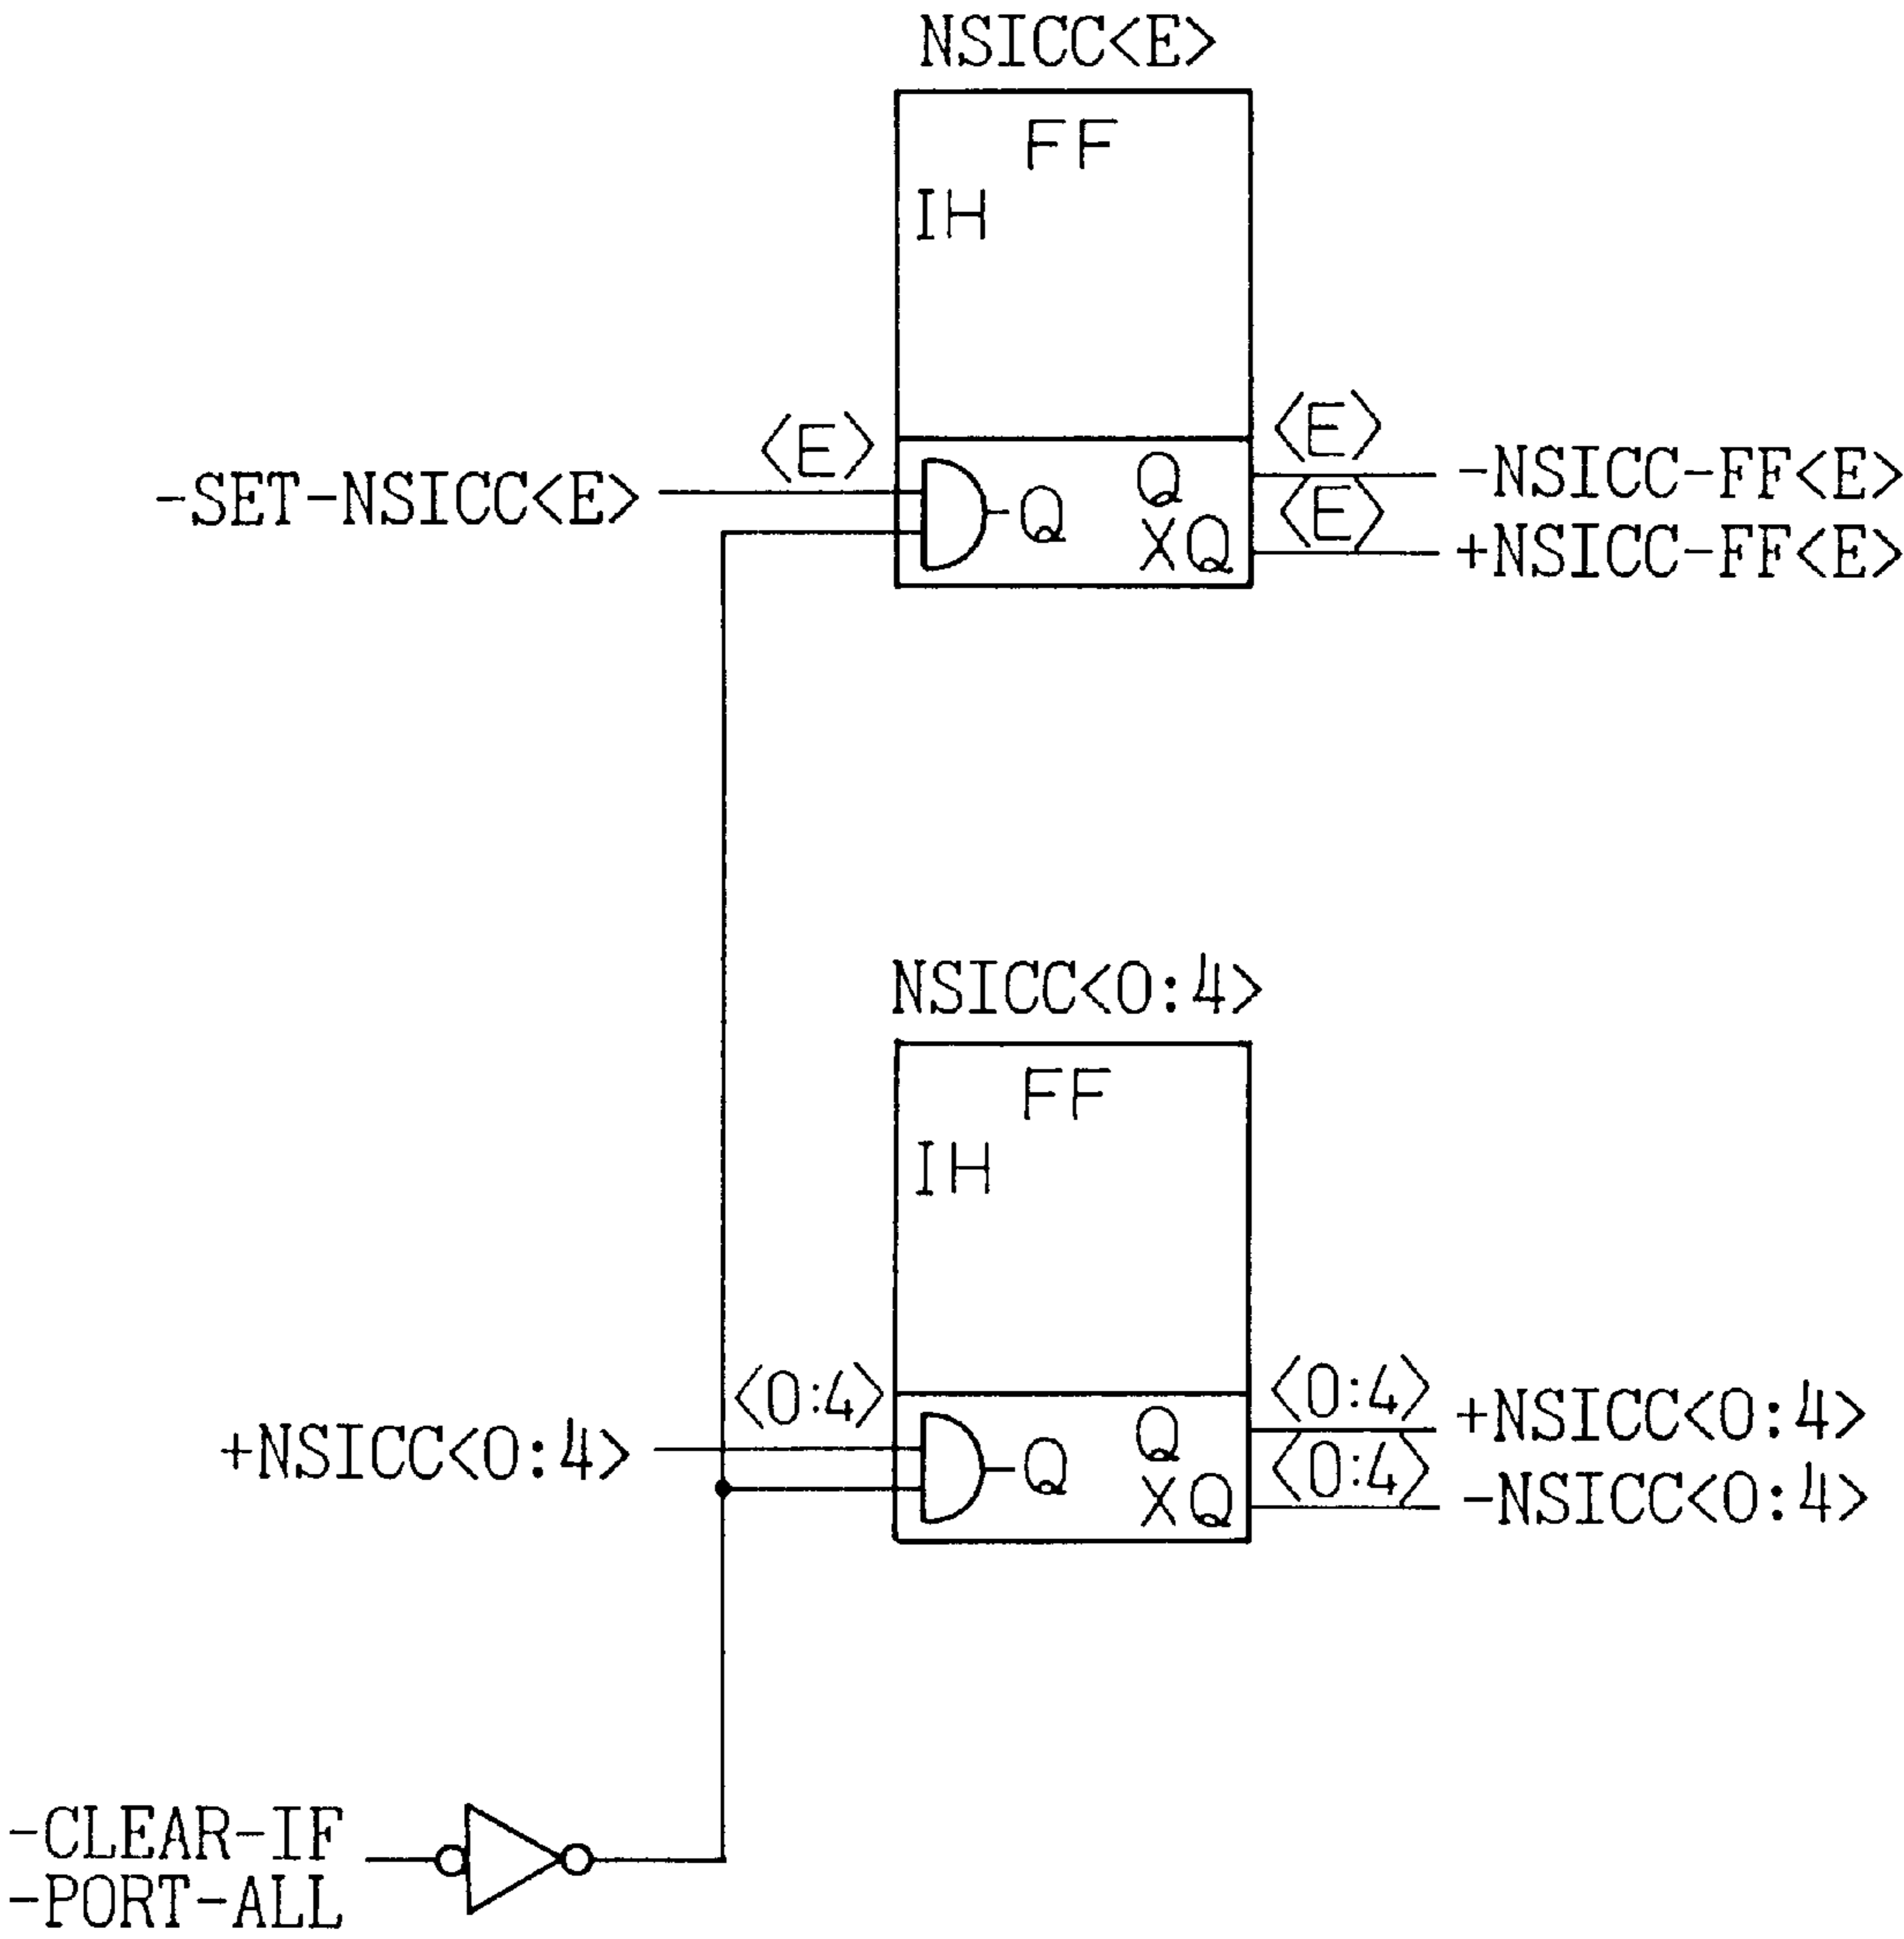 NSICC<E>
FF
IH
<E>
-SET-NSICC<E>
Q
Q
XQ
<E>
-NSICC-FF<E>
<E>
+NSICC-FF<E>
NSICC<0:4>
FF
IH
<0:4>
+NSICC<0:4>
Q
Q
XQ
<0:4>
+NSICC<0:4>
<0:4>
-NSICC<0:4>
-CLEAR-IF
-PORT-ALL